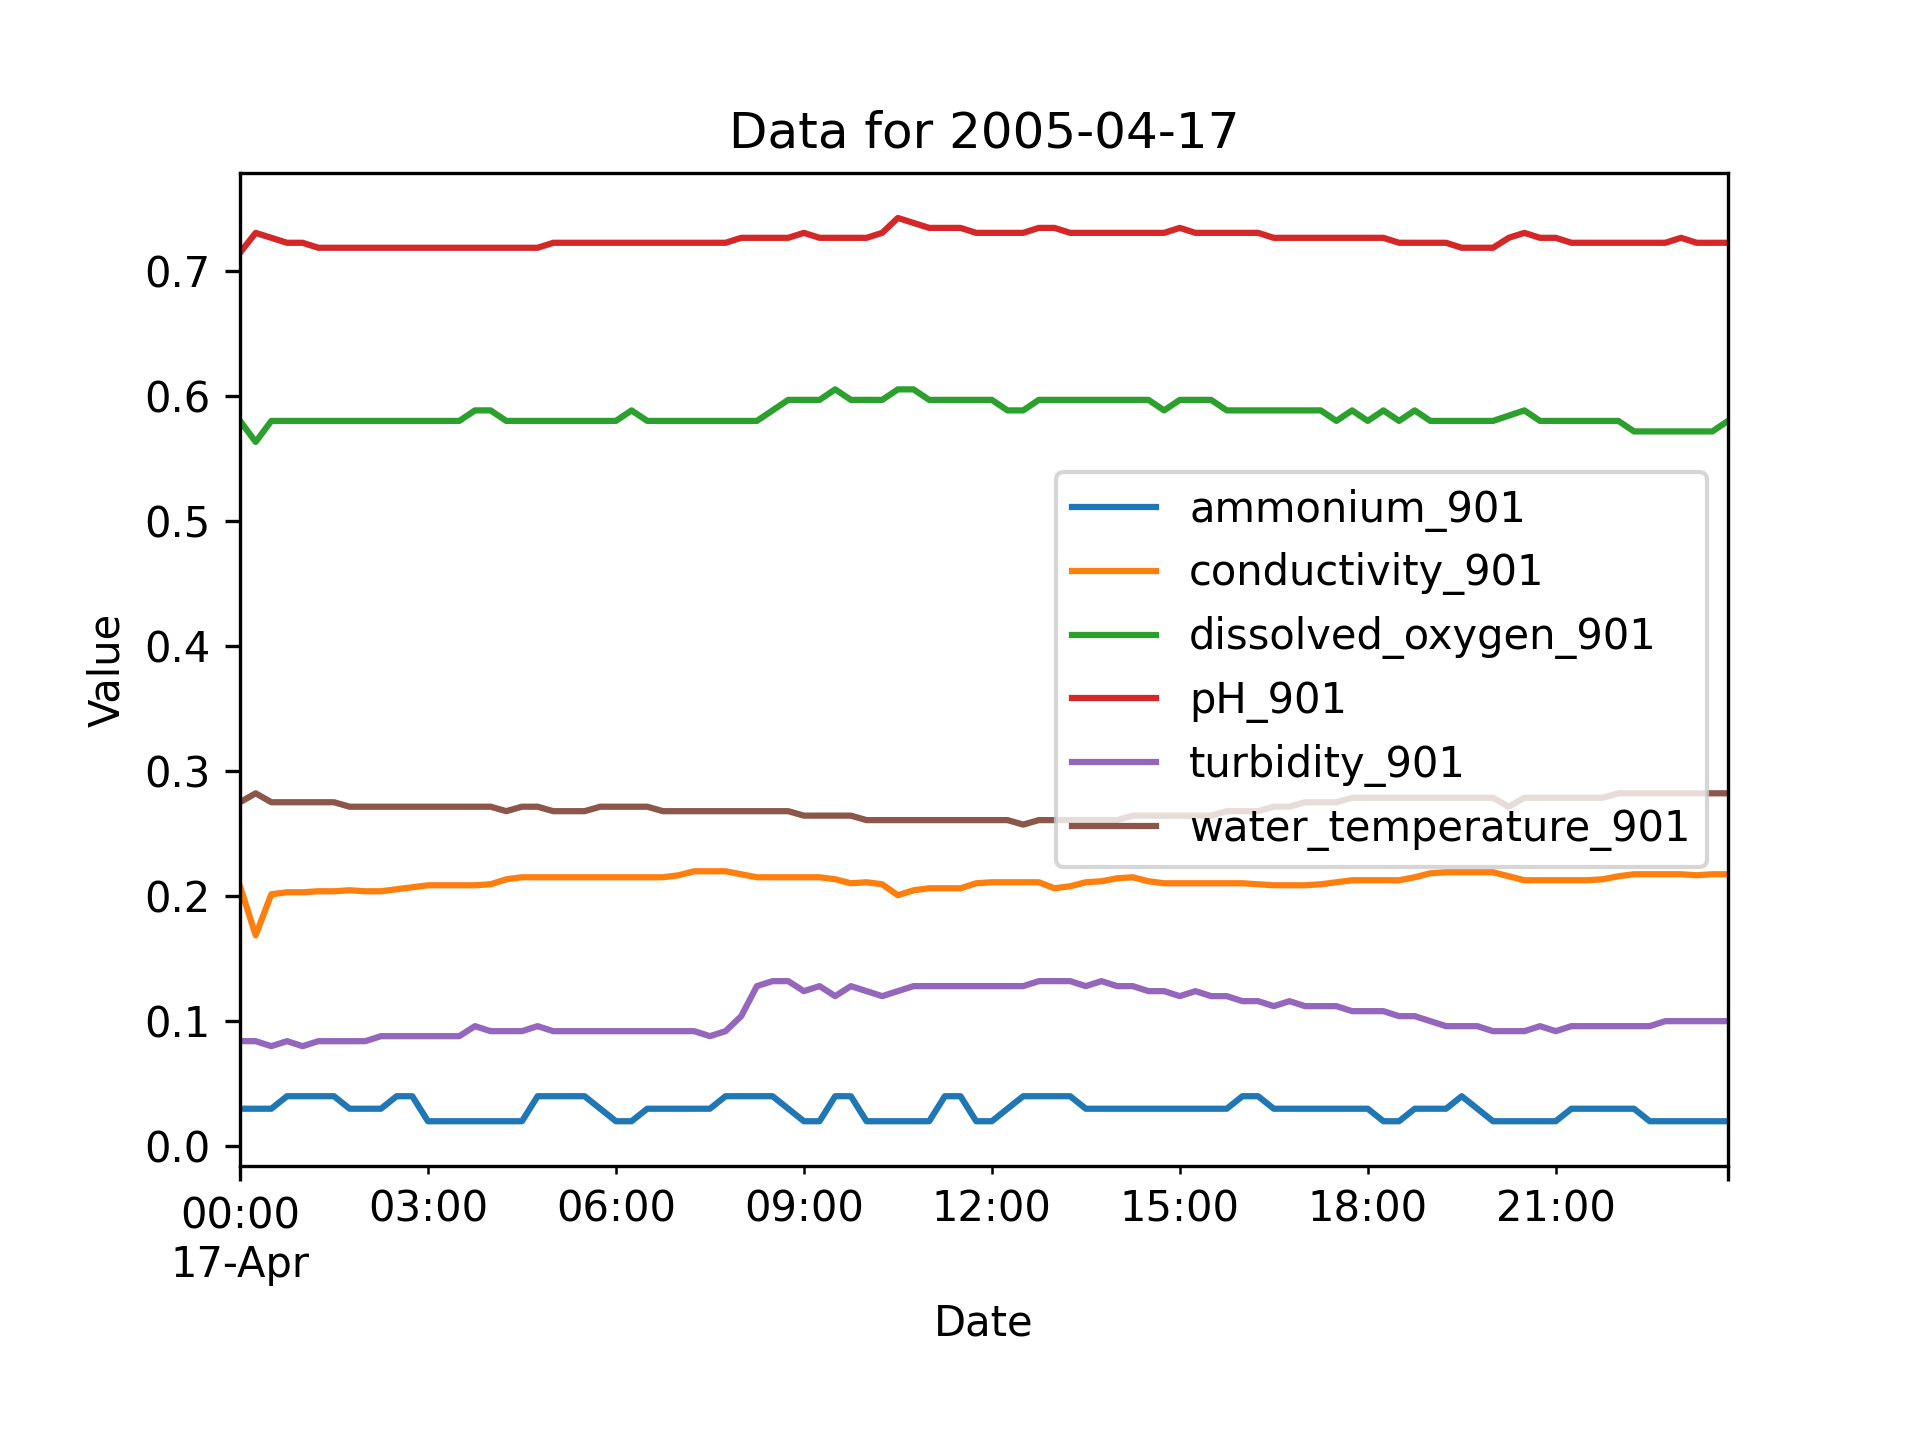 Data for 2005-04-17
Value
0.7
0.6
0.5
0.4
0.3
0.2
0.1
0.0
ammonium_901
conductivity_901
dissolved_oxygen_901
pH_901
turbidity_901
water_temperature_901
00:00 03:00 06:00 09:00 12:00 15:00 18:00 21:00
17-Apr
Date